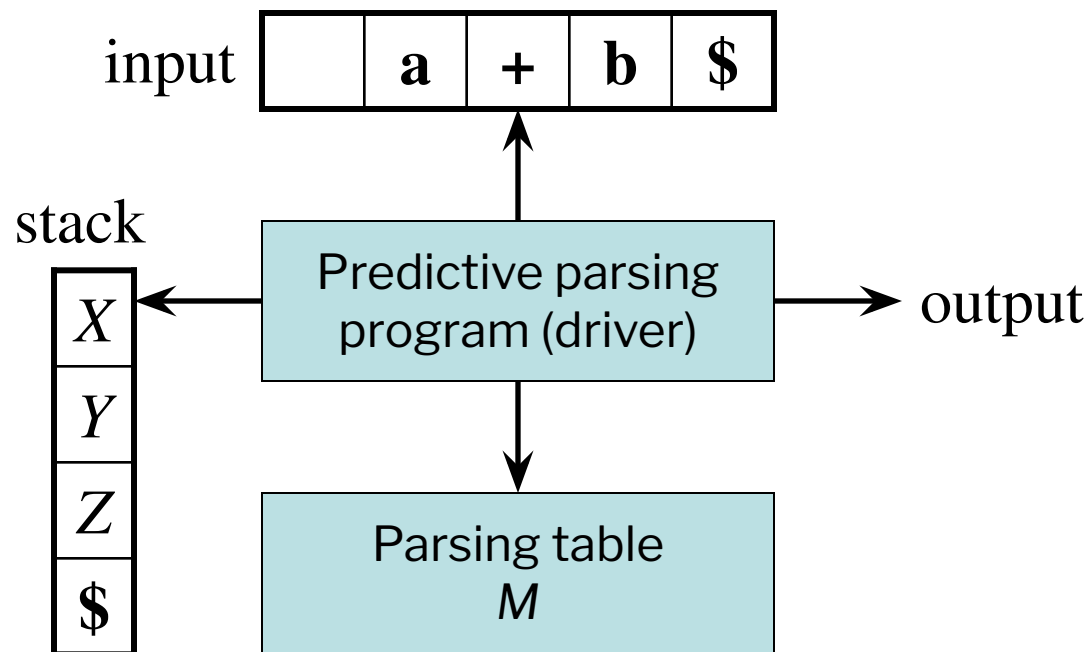 input a + b $
stack
Predictive parsing
program (driver)
output
X
Y
Z
$
Parsing table
M